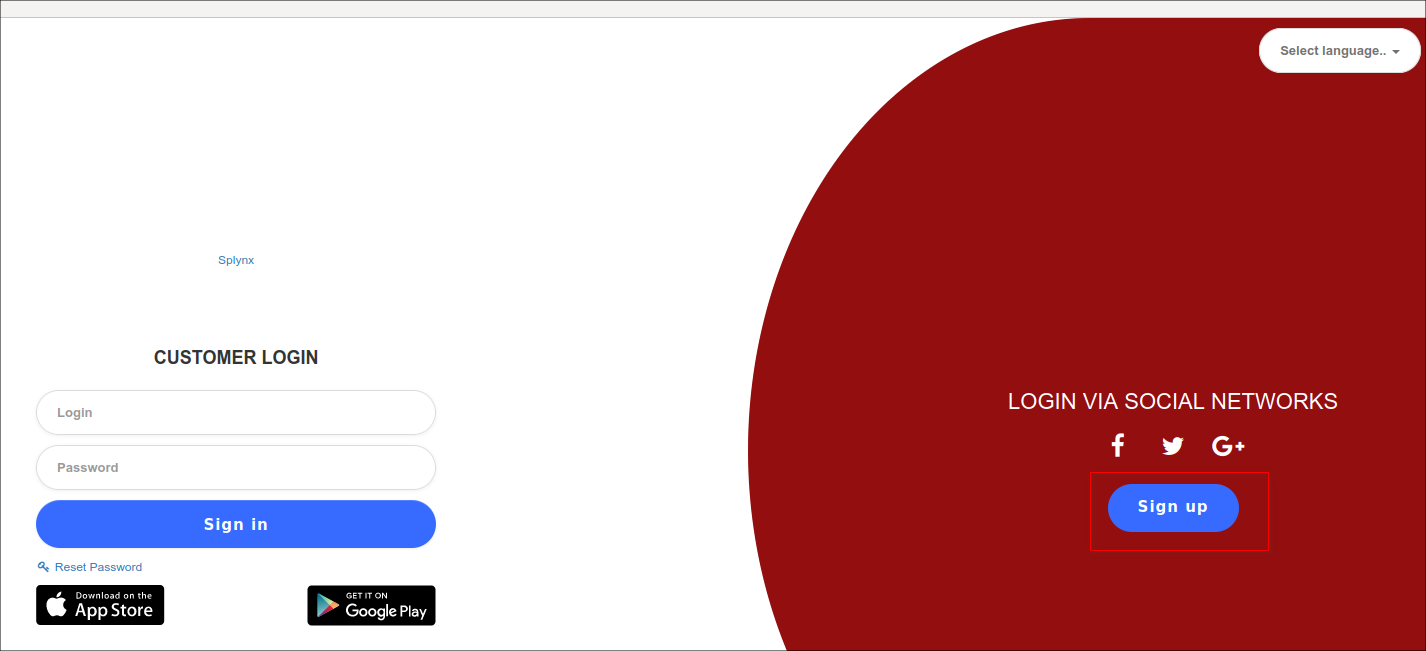 Select language..
Splynx
CUSTOMER LOGIN
Login
Password
Sign in
Reset Password
Download on the
App Store
GET IT ON
Google Play
LOGIN VIA SOCIAL NETWORKS
G+
Sign up